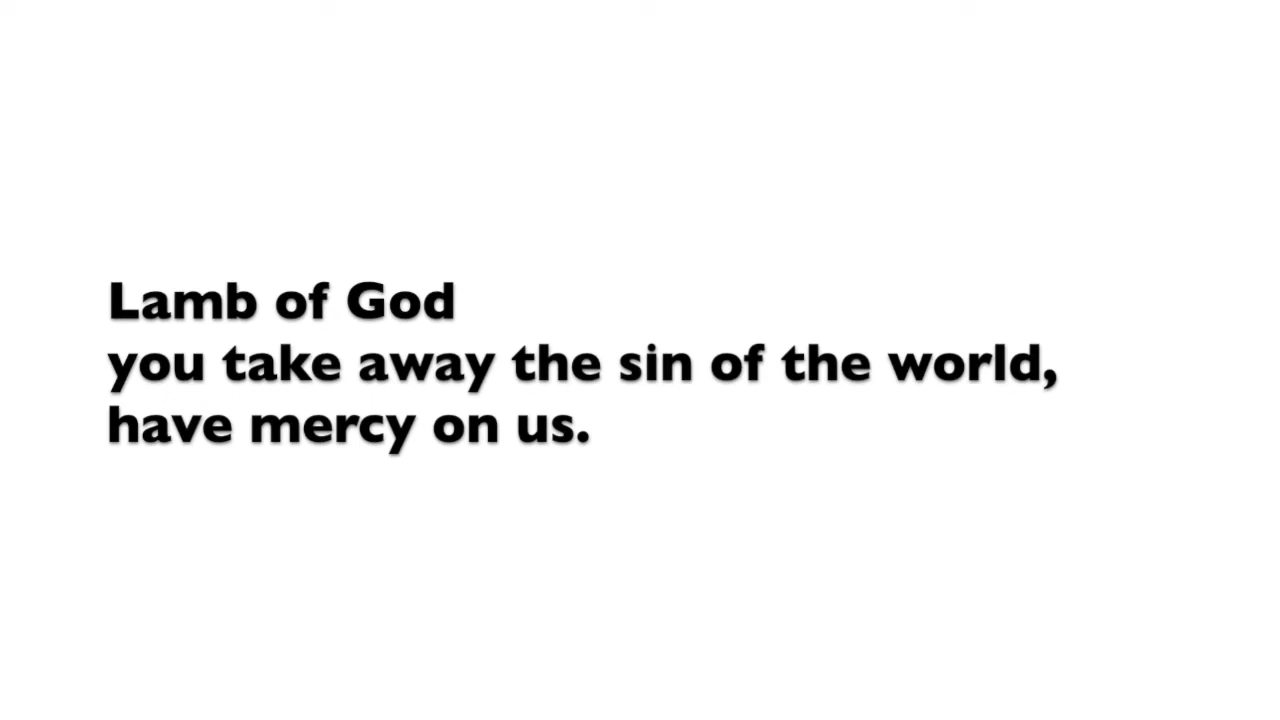 Lamb of God
you take away the sin of the world,
have mercy on us.